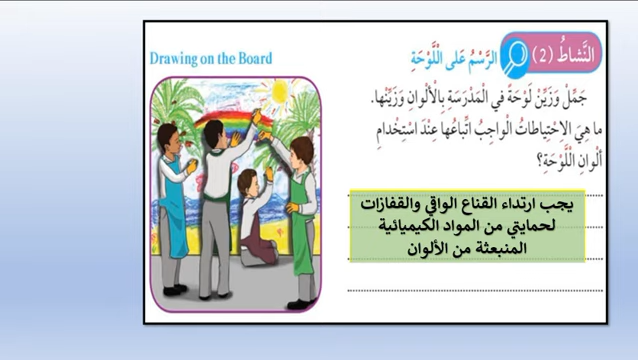 النَّشاطُ (2)
الرَّسْمُ عَلى اللَّوْحَةِ
Drawing on the Board
جَمِّلْ وَزَيِّنْ لَوْحَةً في الْمَدْرَسَةِ بِالْأَلْوانِ وَزَيِّنْها.
ما هِيَ الِاحْتِياطاتُ الْواجِبُ اتِّباعُها عِنْدَ اسْتِخْدامِ
أَلْوانِ اللَّوْحَةِ؟
يجب ارتداء القناع الواقي والقفازات
لحمايتي من المواد الكيميائية
المنبعثة من الألوان